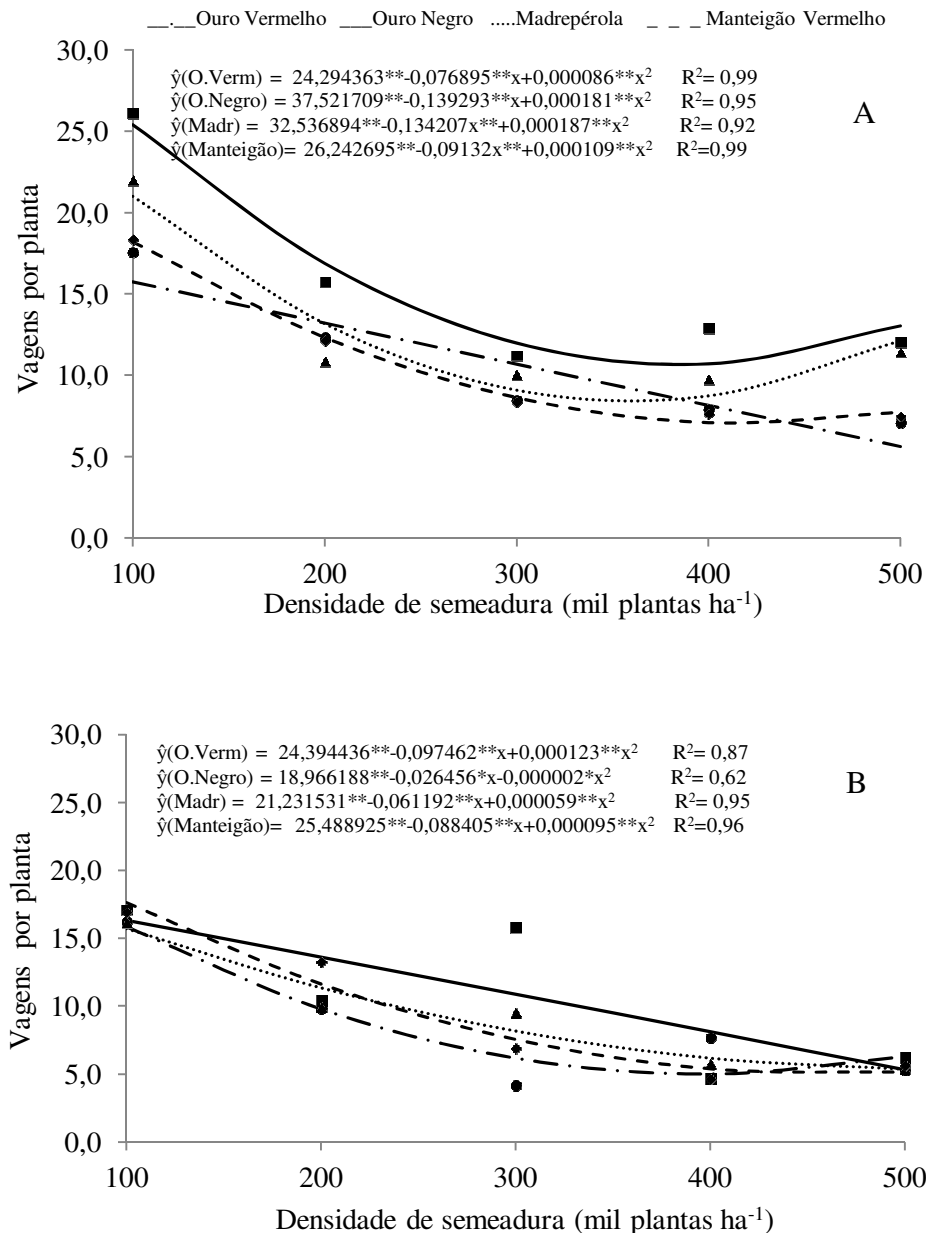 __.__Ouro Vermelho ___Ouro Negro .....Madrepérola _ _ _ Manteigão Vermelho
30,0
25,0
20,0
15,0
10,0
5,0
0,0
Vagens por planta
ŷ(O.Verm) = 24,294363**-0,076895**x+0,000086**x² R²= 0,99
ŷ(O.Negro) = 37,521709**-0,139293**x+0,000181**x² R²= 0,95
ŷ(Madr) = 32,536894**-0,134207x**+0,000187**x² R²= 0,92
ŷ(Manteigão)= 26,242695**-0,09132x**+0,000109**x² R²=0,99
A
100 200 300 400 500
Densidade de semeadura (mil plantas ha⁻¹)
30,0
25,0
20,0
15,0
10,0
5,0
0,0
Vagens por planta
ŷ(O.Verm) = 24,394436**-0,097462**x+0,000123**x² R²= 0,87
ŷ(O.Negro) = 18,966188**-0,026456*x-0,000002*x² R²= 0,62
ŷ(Madr) = 21,231531**-0,061192**x+0,000059**x² R²= 0,95
ŷ(Manteigão)= 25,488925**-0,088405**x+0,000095**x² R²=0,96
B
100 200 300 400 500
Densidade de semeadura (mil plantas ha⁻¹)